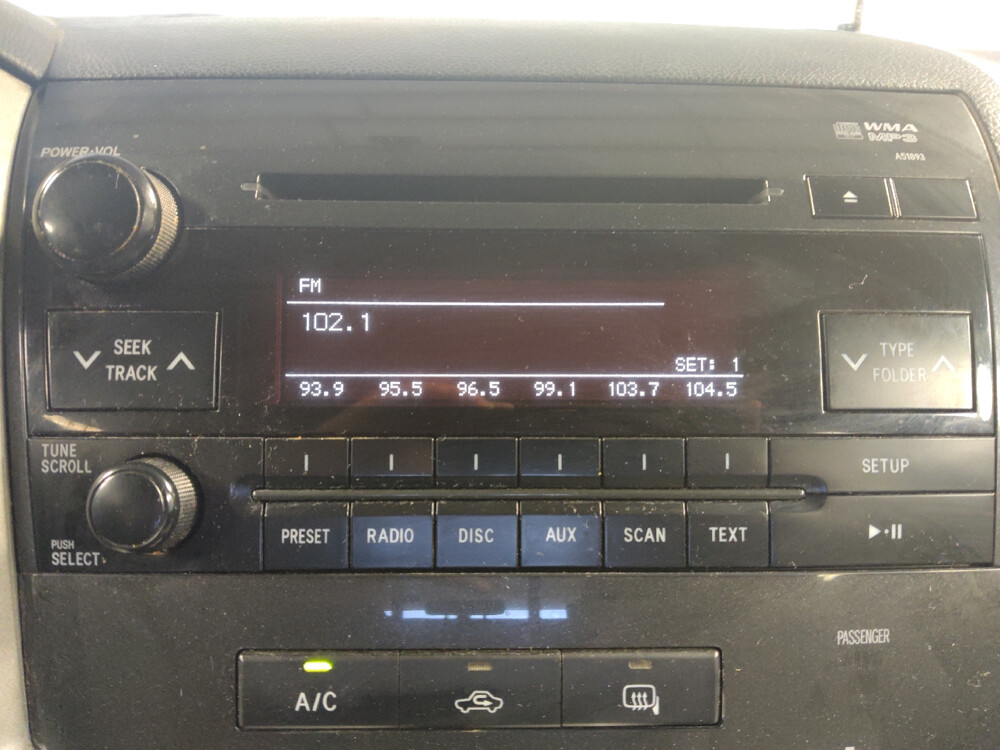 POWER·VOL
WMA
MP3
A51893
FM
102.1
SEEK
TRACK
TYPE
FOLDER
SET: 1
93.9 95.5 96.5 99.1 103.7 104.5
TUNE
SCROLL
SETUP
PRESET RADIO DISC AUX SCAN TEXT
PUSH
SELECT
PASSENGER
A/C